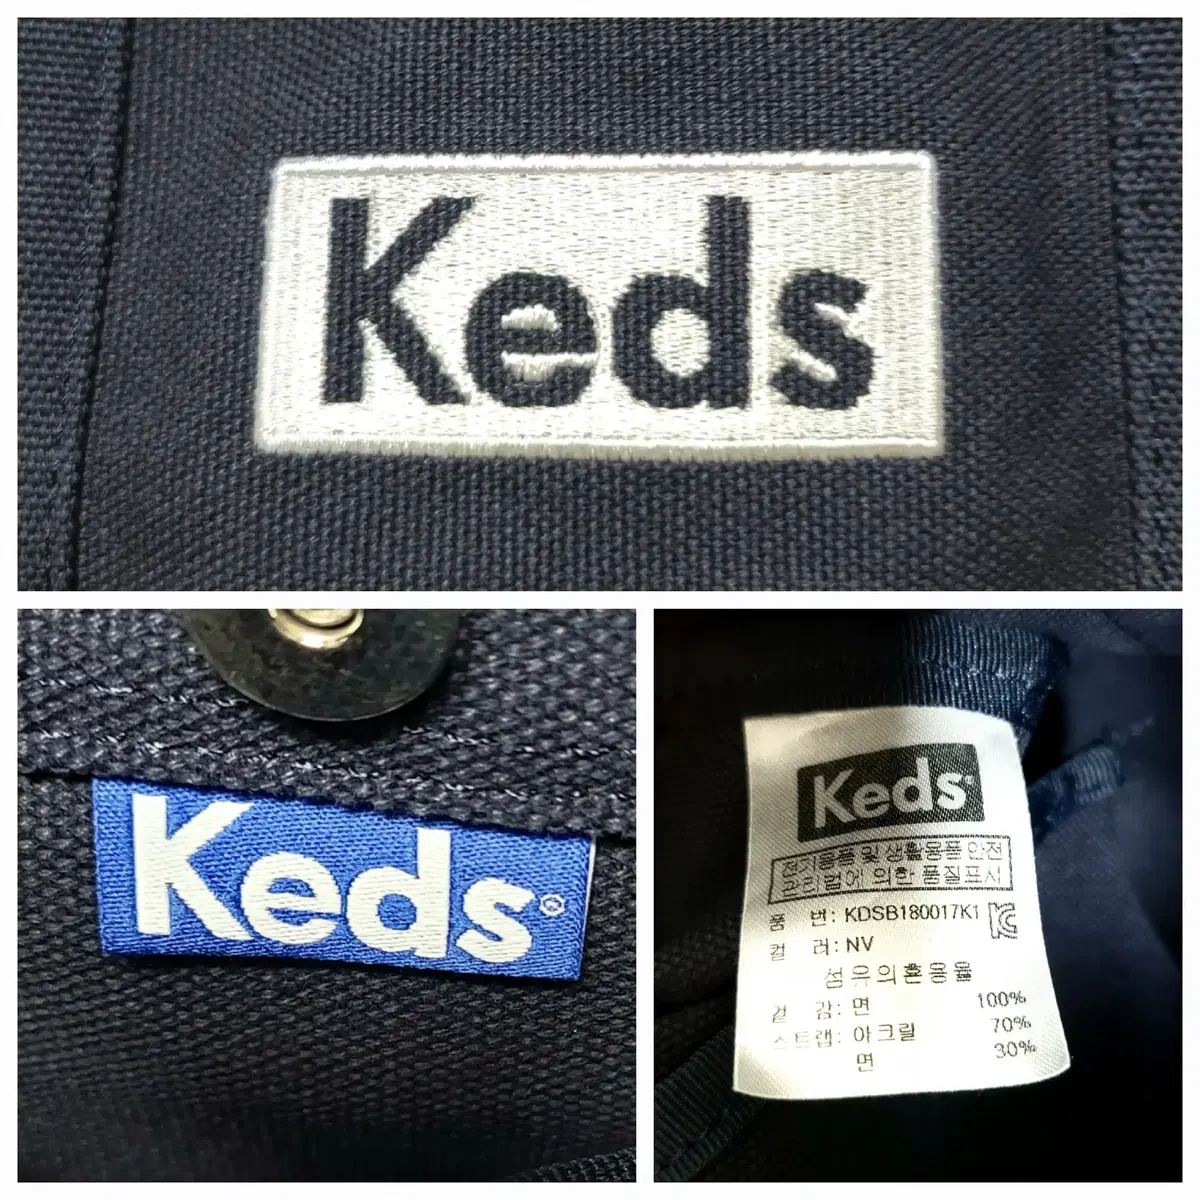 Keds
Keds®
Keds
전기용품 및 생활용품 안전
관리법에 의한 품질표시
품 번: KDSB180017K1
컬 러: NV
섬유의혼용율
겉 감: 면 100%
스트랩: 아크릴 70%
면 30%